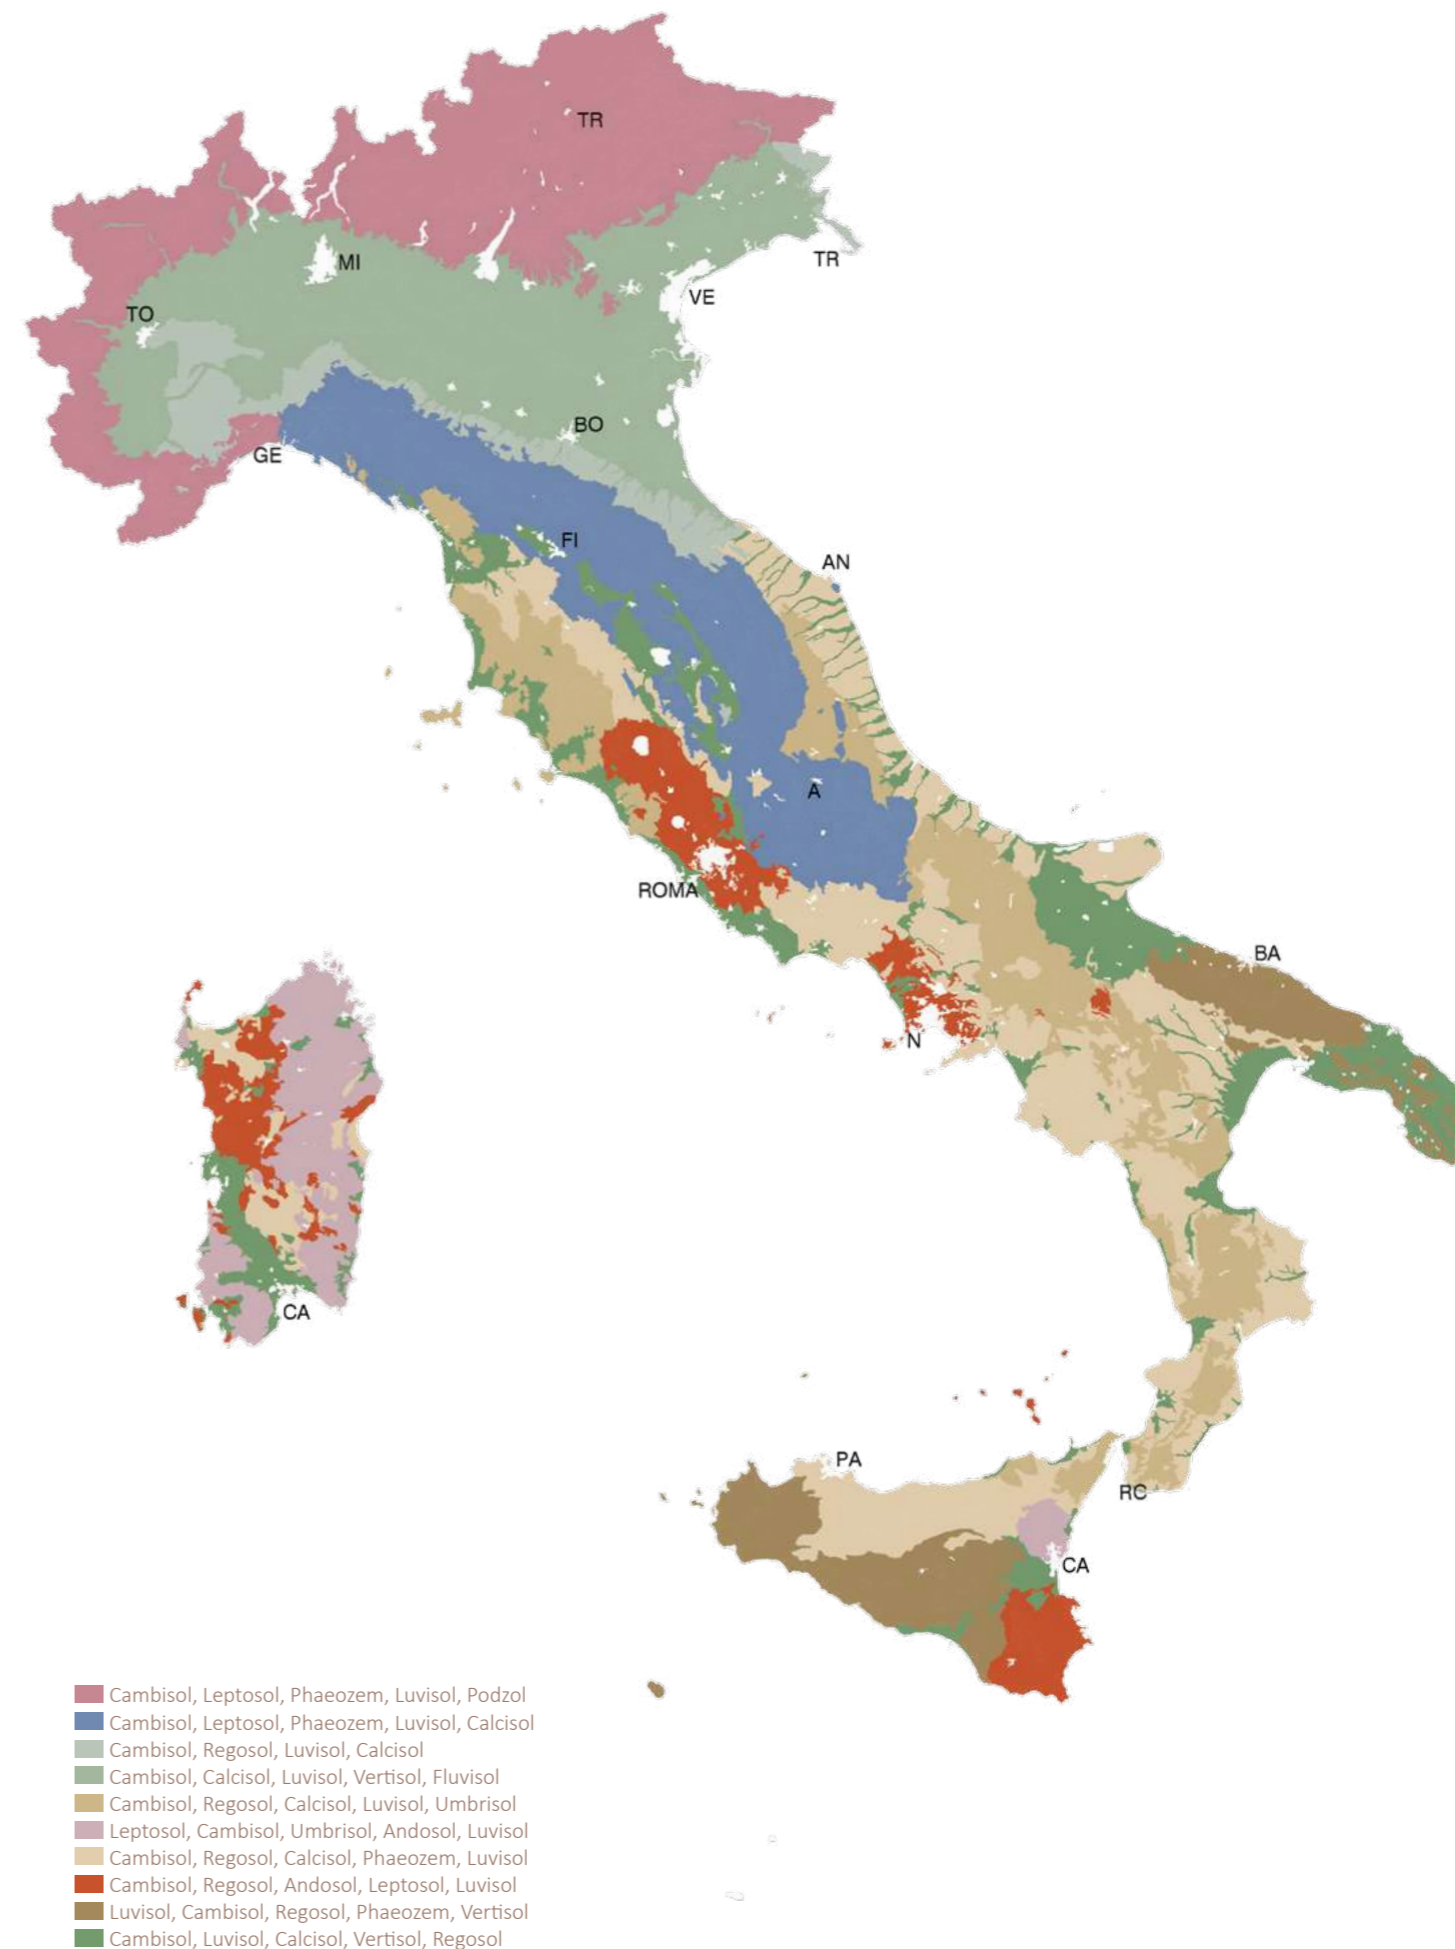 TR
MI
TR
VE
TO
BO
GE
FI
AN
A
ROMA
BA
N
CA
PA
RC
CA
Cambisol, Leptosol, Phaeozem, Luvisol, Podzol
Cambisol, Leptosol, Phaeozem, Luvisol, Calcisol
Cambisol, Regosol, Luvisol, Calcisol
Cambisol, Calcisol, Luvisol, Vertisol, Fluvisol
Cambisol, Regosol, Calcisol, Luvisol, Umbrisol
Leptosol, Cambisol, Umbrisol, Andosol, Luvisol
Cambisol, Regosol, Calcisol, Phaeozem, Luvisol
Cambisol, Regosol, Andosol, Leptosol, Luvisol
Luvisol, Cambisol, Regosol, Phaeozem, Vertisol
Cambisol, Luvisol, Calcisol, Vertisol, Regosol